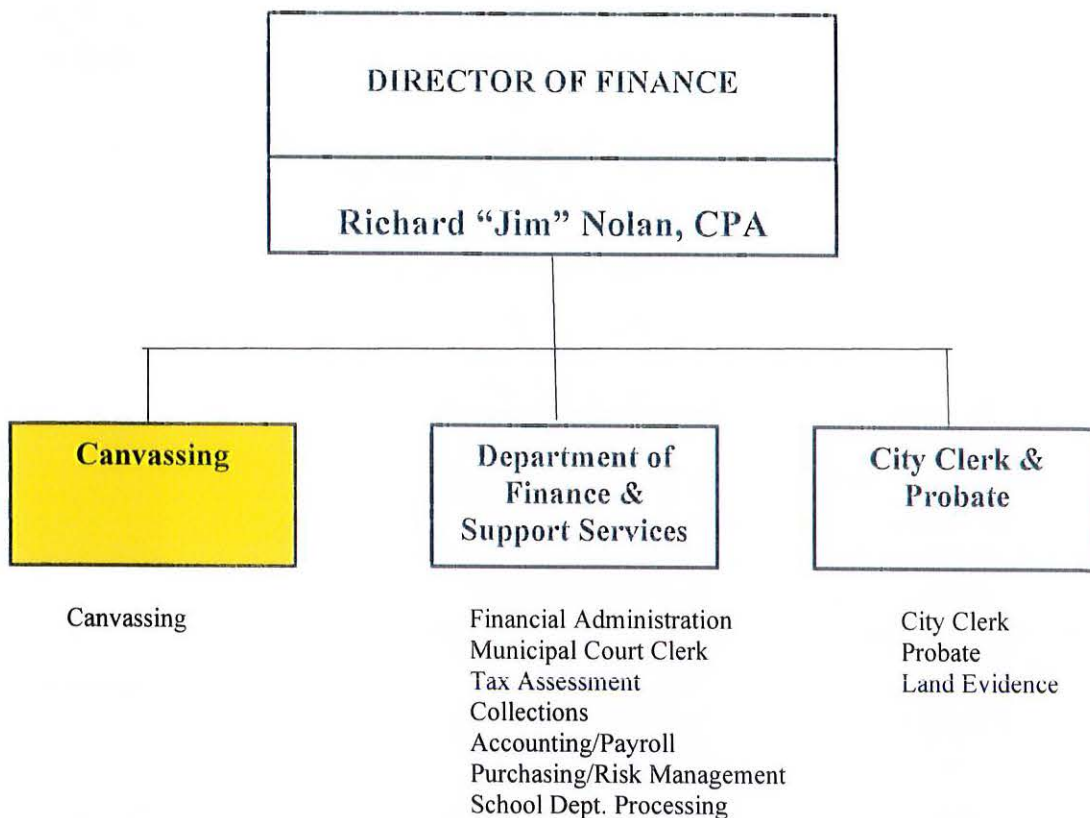 DIRECTOR OF FINANCE
Richard “Jim” Nolan, CPA
Canvassing
Department of
Finance &
Support Services
City Clerk &
Probate
Canvassing
Financial Administration
Municipal Court Clerk
Tax Assessment
Collections
Accounting/Payroll
Purchasing/Risk Management
School Dept. Processing
City Clerk
Probate
Land Evidence